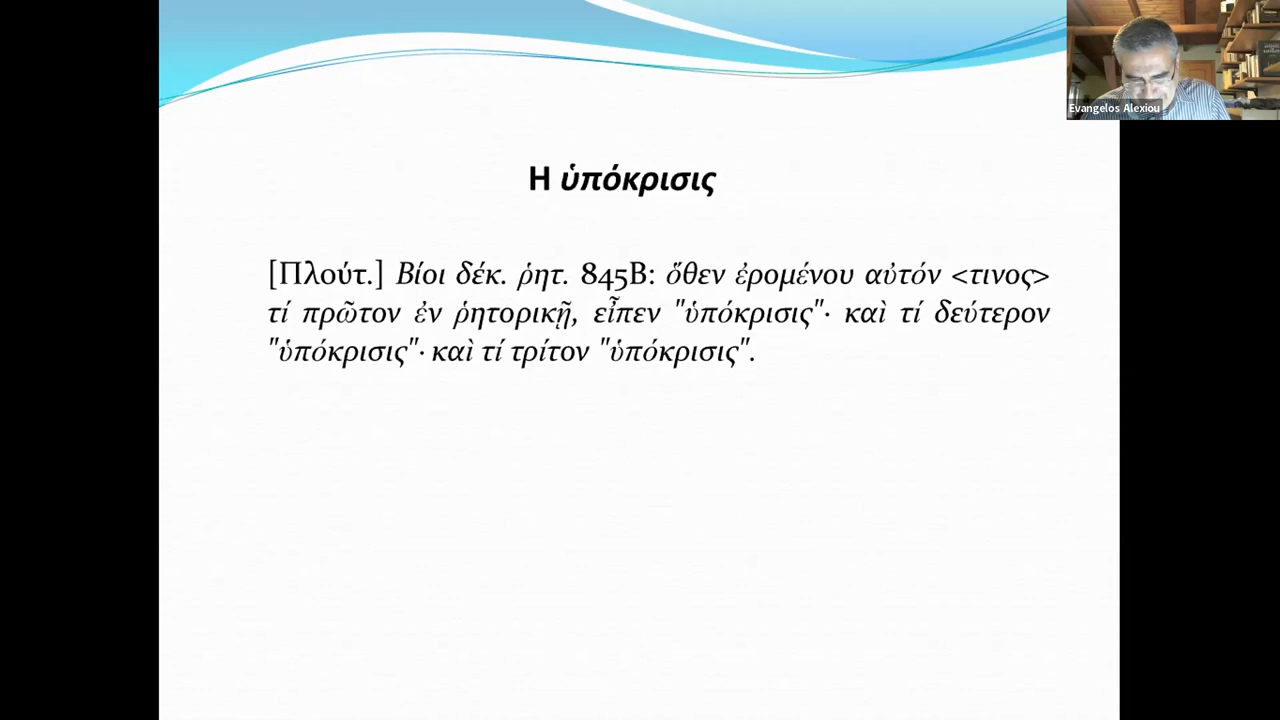 Evangelos Alexiou
Η ὑπόκρισις
[Πλούτ.] Βίοι δέκ. ῥητ. 845Β: ὅθεν ἐρομένου αὐτόν <τινος>
τί πρῶτον ἐν ῥητορικῇ, εἶπεν "ὑπόκρισις"· καὶ τί δεύτερον
"ὑπόκρισις"· καὶ τί τρίτον "ὑπόκρισις".